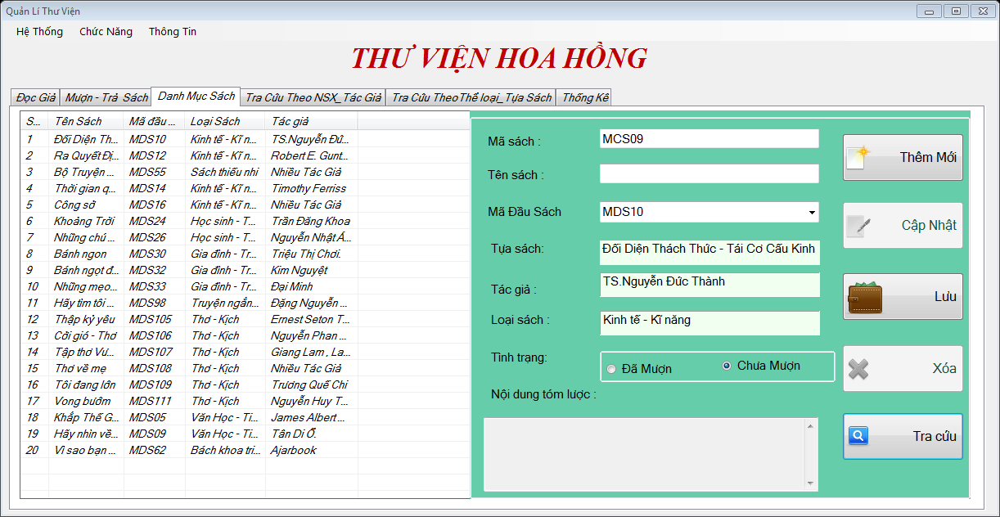 Quản Lí Thư Viện
Hệ Thống Chức Năng Thông Tin
THƯ VIỆN HOA HỒNG
Đọc Giả Mượn - Trả Sách Danh Mục Sách Tra Cứu Theo NSX_Tác Giả Tra Cứu Theo Thể loại_Tựa Sách Thống Kê
S... Tên Sách Mã đầu ... Loại Sách Tác giả
1 Đối Diện Th... MDS10 Kinh tế - Kĩ n... TS.Nguyễn Đứ...
2 Ra Quyết Đị... MDS12 Kinh tế - Kĩ n... Robert E. Gunt...
3 Bộ Truyện ... MDS55 Sách thiếu nhi Nhiều Tác Giả
4 Thời gian q... MDS14 Kinh tế - Kĩ n... Timothy Ferriss
5 Công sở MDS16 Kinh tế - Kĩ n... Nhiều Tác Giả
6 Khoảng Trời MDS24 Học sinh - T... Trần Đăng Khoa
7 Những chú ... MDS26 Học sinh - T... Nguyễn Nhật Á...
8 Bánh ngon MDS30 Gia đình - Tr... Triệu Thị Chơi.
9 Bánh ngọt đ... MDS32 Gia đình - Tr... Kim Nguyệt
10 Những mẹo... MDS33 Gia đình - Tr... Đại Minh
11 Hãy tìm tôi ... MDS98 Truyện ngắn... Đặng Nguyễn ...
12 Thập kỷ yêu MDS105 Thơ - Kịch Ernest Seton T...
13 Cởi gió - Thơ MDS106 Thơ - Kịch Nguyễn Phan ...
14 Tập thơ Vư... MDS107 Thơ - Kịch Giang Lam , La...
15 Thơ về mẹ MDS108 Thơ - Kịch Nhiều Tác Giả
16 Tôi đang lớn MDS109 Thơ - Kịch Trương Quế Chi
17 Vong bướm MDS111 Thơ - Kịch Nguyễn Huy T...
18 Khắp Thế G... MDS05 Văn Học - Ti... James Albert ...
19 Hãy nhìn về... MDS09 Văn Học - Ti... Tân Di Ổ.
20 Vì sao bạn ... MDS62 Bách khoa tri... Ajarbook
Mã sách : MCS09
Tên sách :
Mã Đầu Sách MDS10
Tựa sách: Đối Diện Thách Thức - Tái Cơ Cấu Kinh
Tác giả : TS.Nguyễn Đức Thành
Loại sách : Kinh tế - Kĩ năng
Tình trạng: Đã Mượn Chưa Mượn
Nội dung tóm lược :
Thêm Mới
Cập Nhật
Lưu
Xóa
Tra cứu